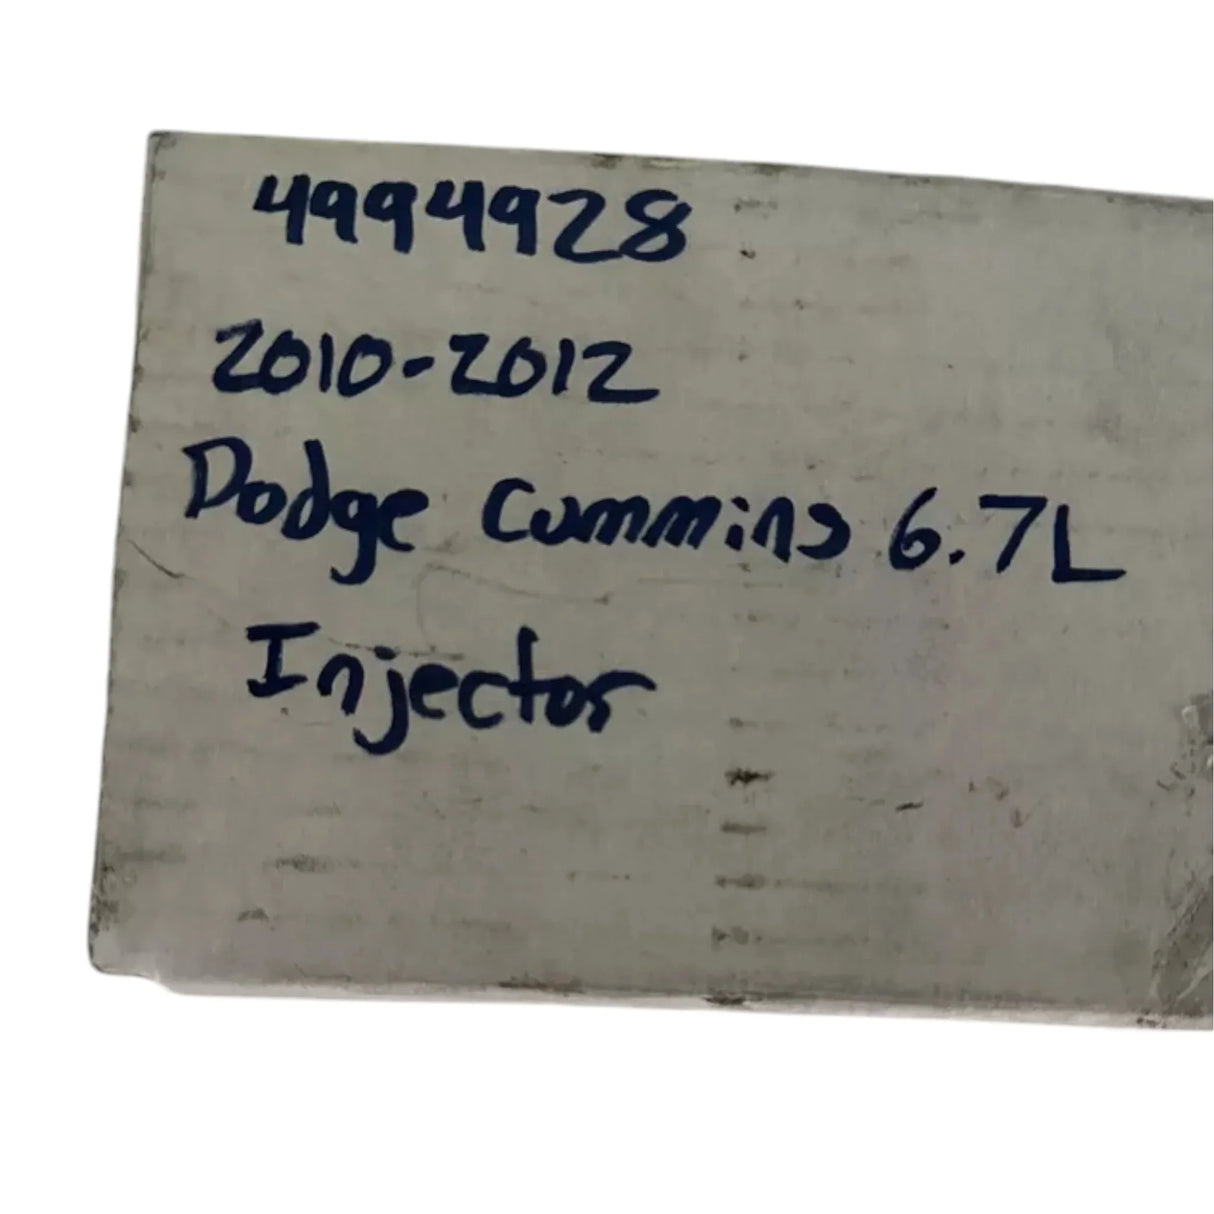 4994928
2010-2012
Dodge Cummins 6.7L
Injector